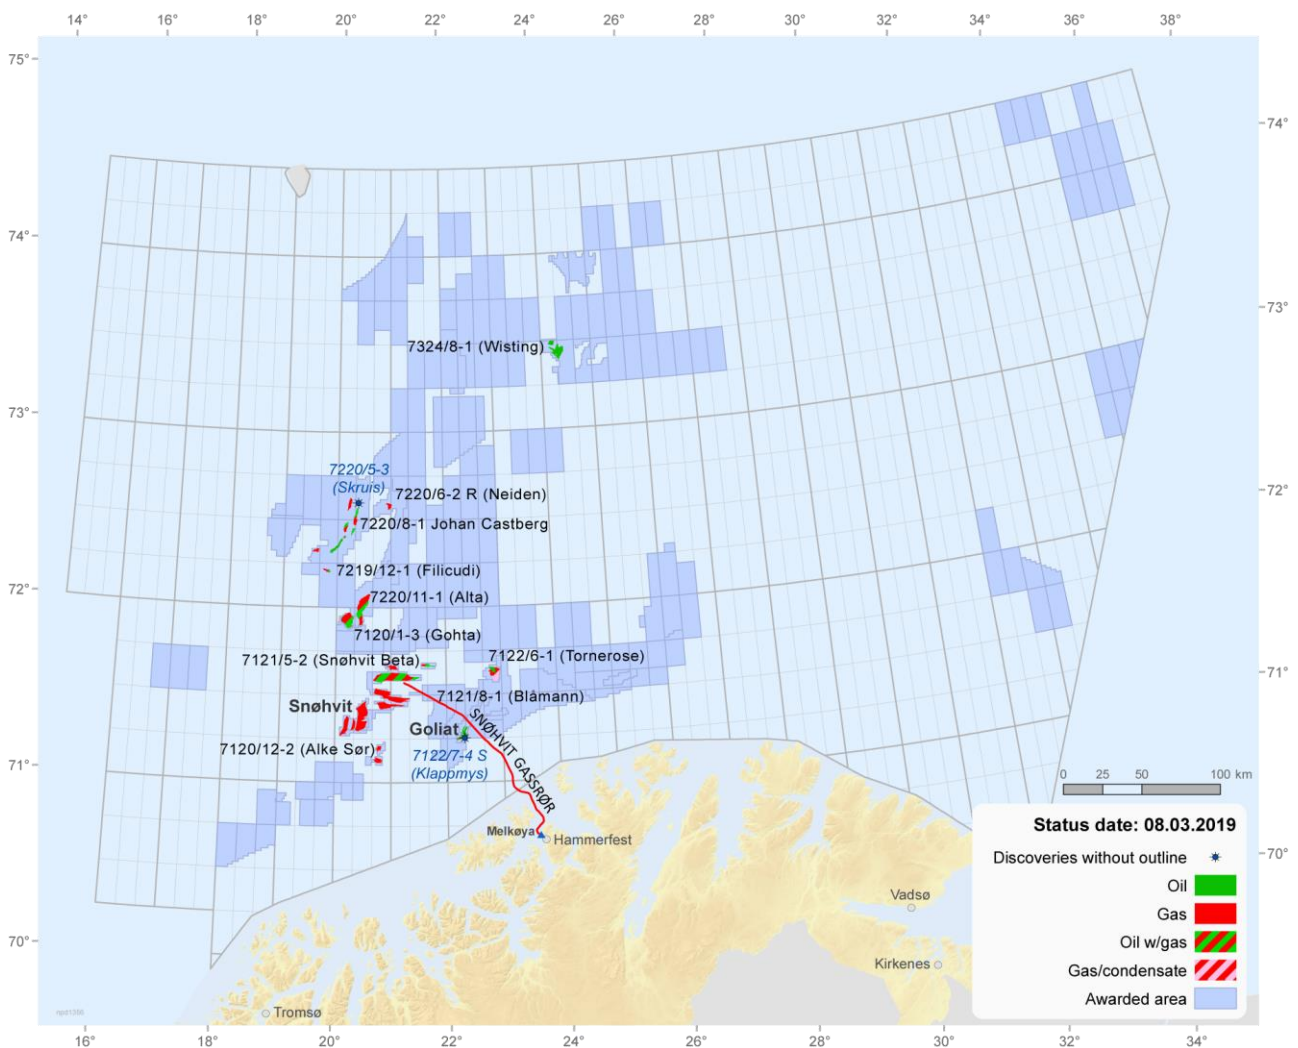 14° 16° 18° 20° 22° 24° 26° 28° 30° 32° 34° 36° 38°
75°
74°
74°
73°
7324/8-1 (Wisting)
73°
7220/5-3
(Skruis)
72°
7220/6-2 R (Neiden)
7220/8-1 Johan Castberg
7219/12-1 (Filicudi)
72°
7220/11-1 (Alta)
7120/1-3 (Gohta)
7121/5-2 (Snøhvit Beta)
7122/6-1 (Tornerose)
71°
7121/8-1 (Blåmann)
Snøhvit
SNØHVIT GASSRØR
Goliat
7120/12-2 (Alke Sør)
7122/7-4 S
(Klappmys)
71°
0 25 50 100 km
Melkøya
Hammerfest
Status date: 08.03.2019
Discoveries without outline
70°
Oil
Vadsø
Gas
70°
Oil w/gas
Kirkenes
Gas/condensate
Awarded area
Tromsø
16° 18° 20° 22° 24° 26° 28° 30° 32° 34°